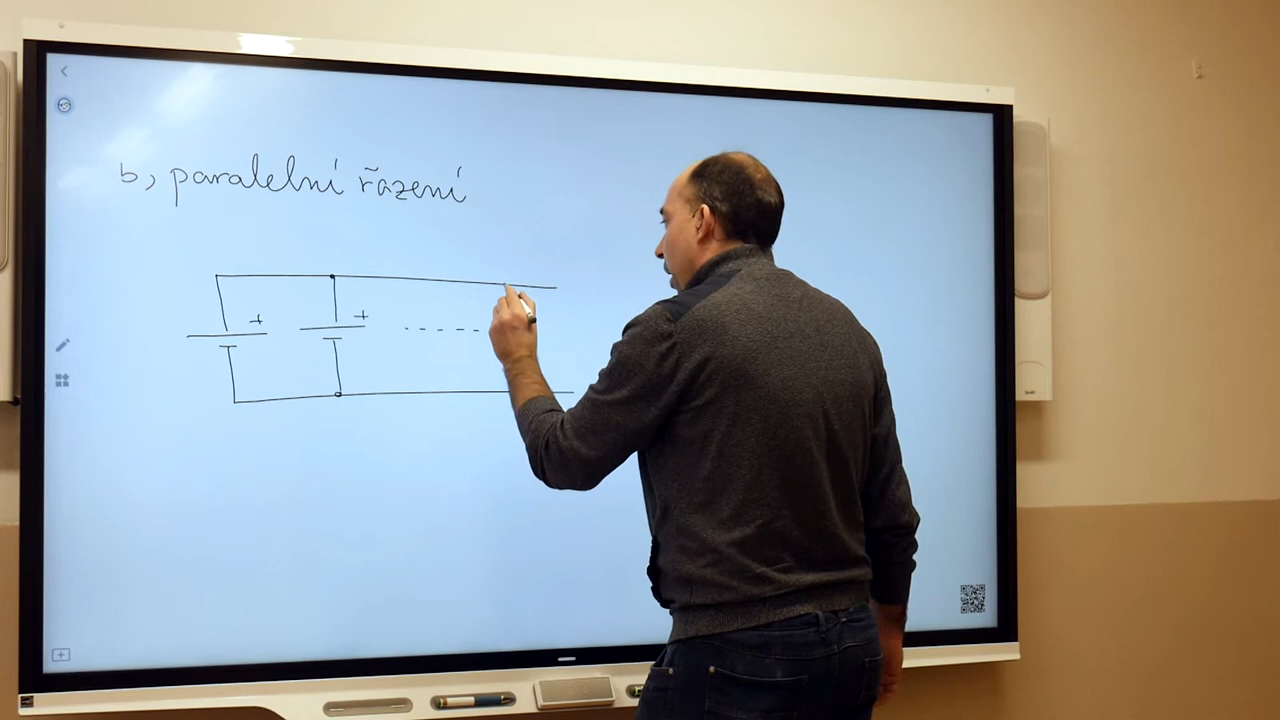 b, paralelní řazení
+ +